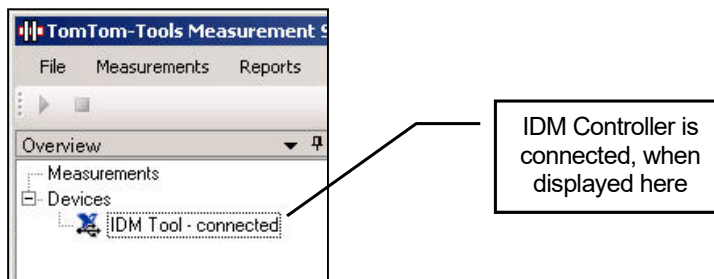 TomTom-Tools Measurement S
File Measurements Reports
Overview
Measurements
Devices
IDM Tool - connected
IDM Controller is
connected, when
displayed here